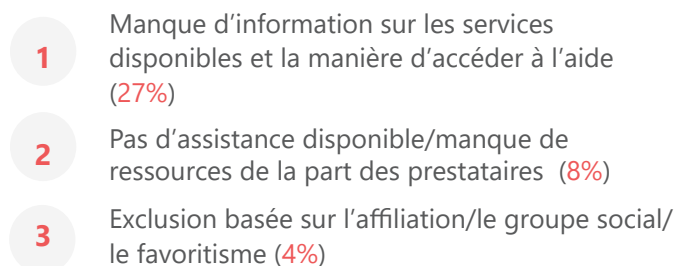 1
Manque d’information sur les services
disponibles et la manière d’accéder à l’aide
(27%)
2
Pas d’assistance disponible/manque de
ressources de la part des prestataires (8%)
3
Exclusion basée sur l’affiliation/le groupe social/
le favoritisme (4%)